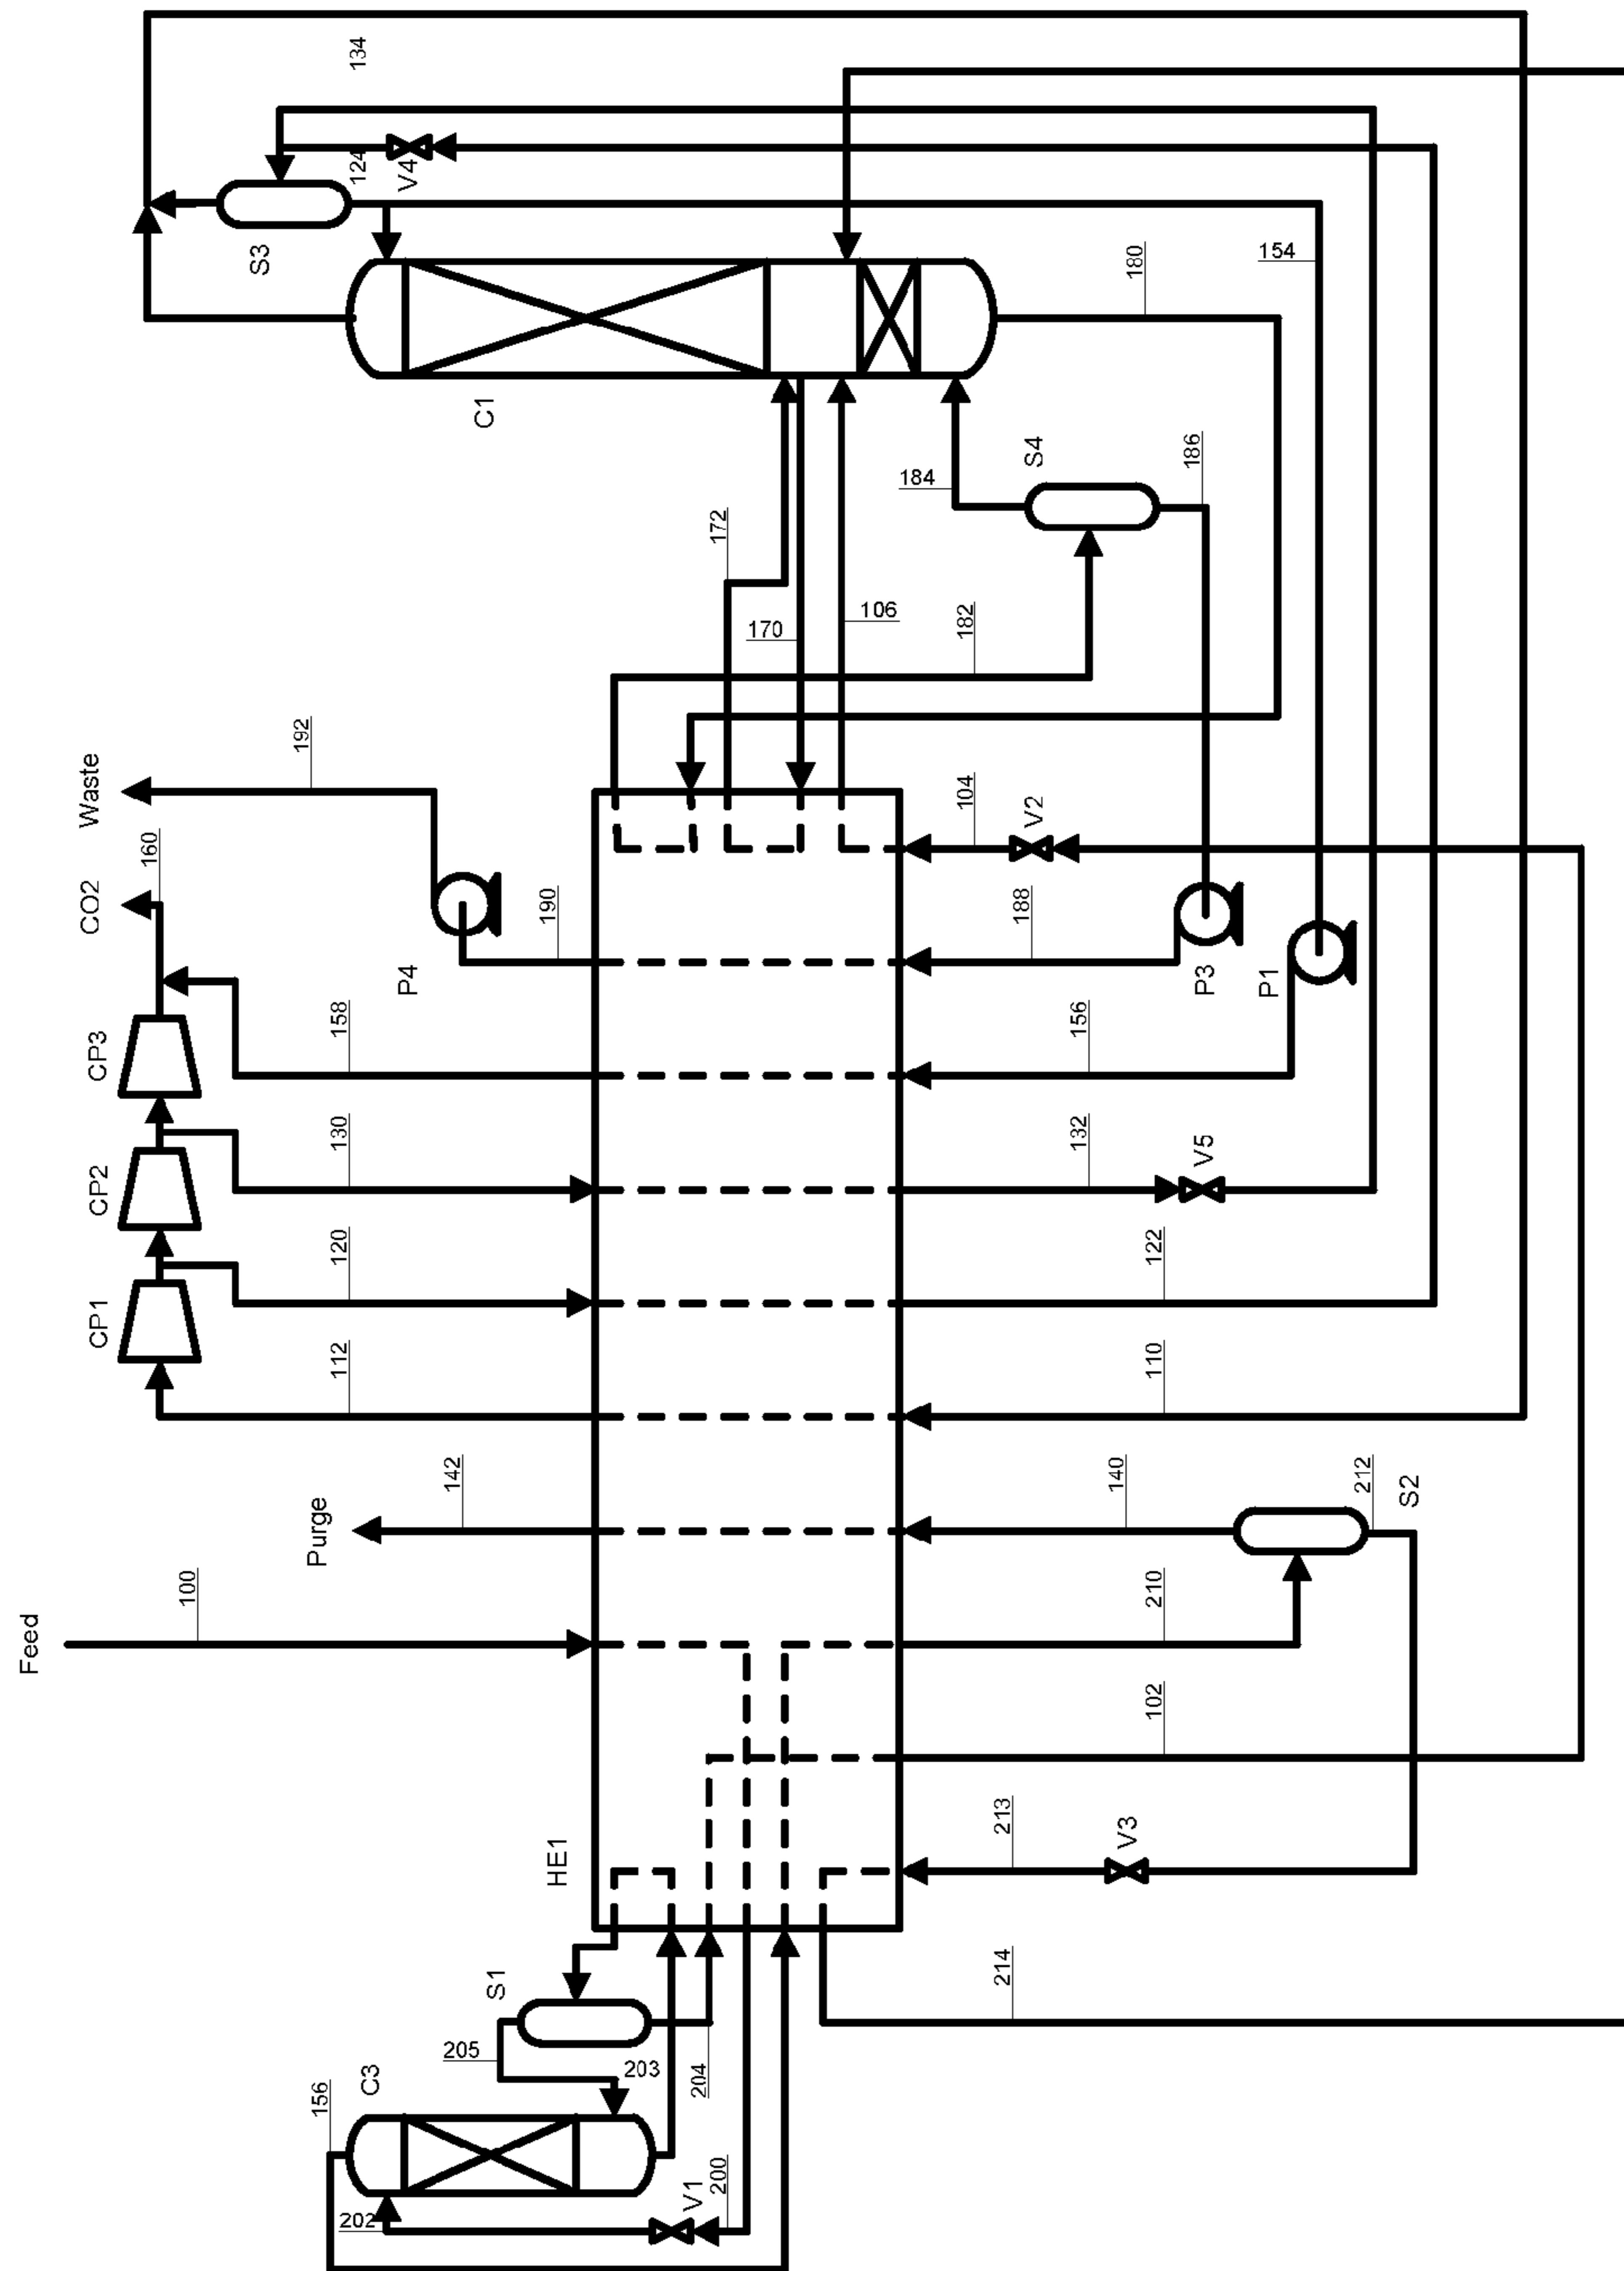 134
124
V4
S3
154
180
C1
S4
186
184
172
106
182
170
192
Waste
160
CO2
104
V2
190
188
P4
P3
P1
CP3
158
156
130
132
V5
CP2
120
122
CP1
112
110
142
140
212
S2
Purge
100
210
Feed
102
213
V3
HE1
214
S1
205
203
204
C3
156
200
V1
202